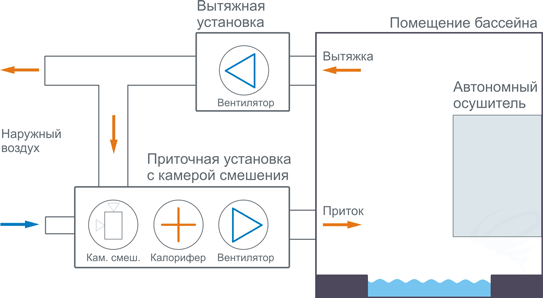 Вытяжная
установка
Помещение бассейна
Вытяжка
Вентилятор
Автономный
осушитель
Наружный
воздух
Приточная установка
с камерой смешения
Приток
Кам. смеш.
Калорифер
Вентилятор